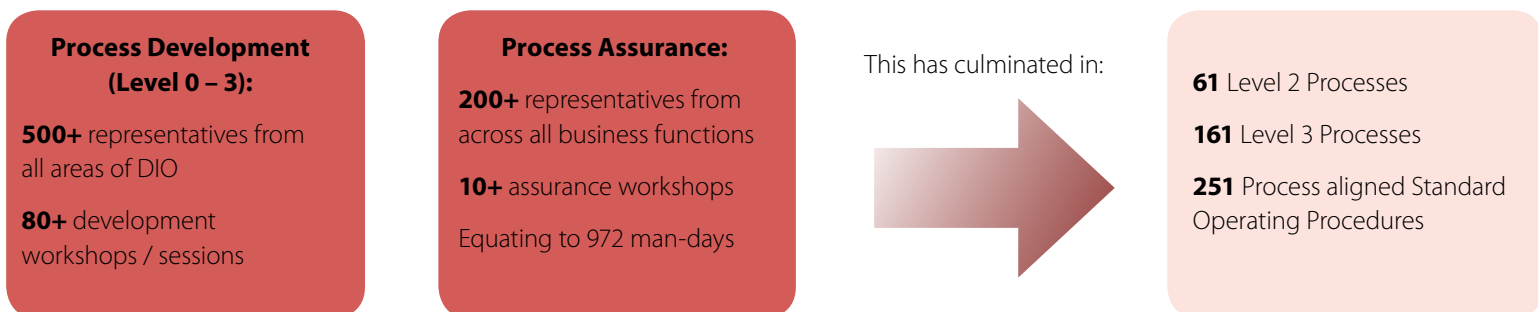 Process Development
(Level 0 – 3):
500+ representatives from
all areas of DIO
80+ development
workshops / sessions
Process Assurance:
200+ representatives from
across all business functions
10+ assurance workshops
Equating to 972 man-days
This has culminated in:
61 Level 2 Processes
161 Level 3 Processes
251 Process aligned Standard
Operating Procedures